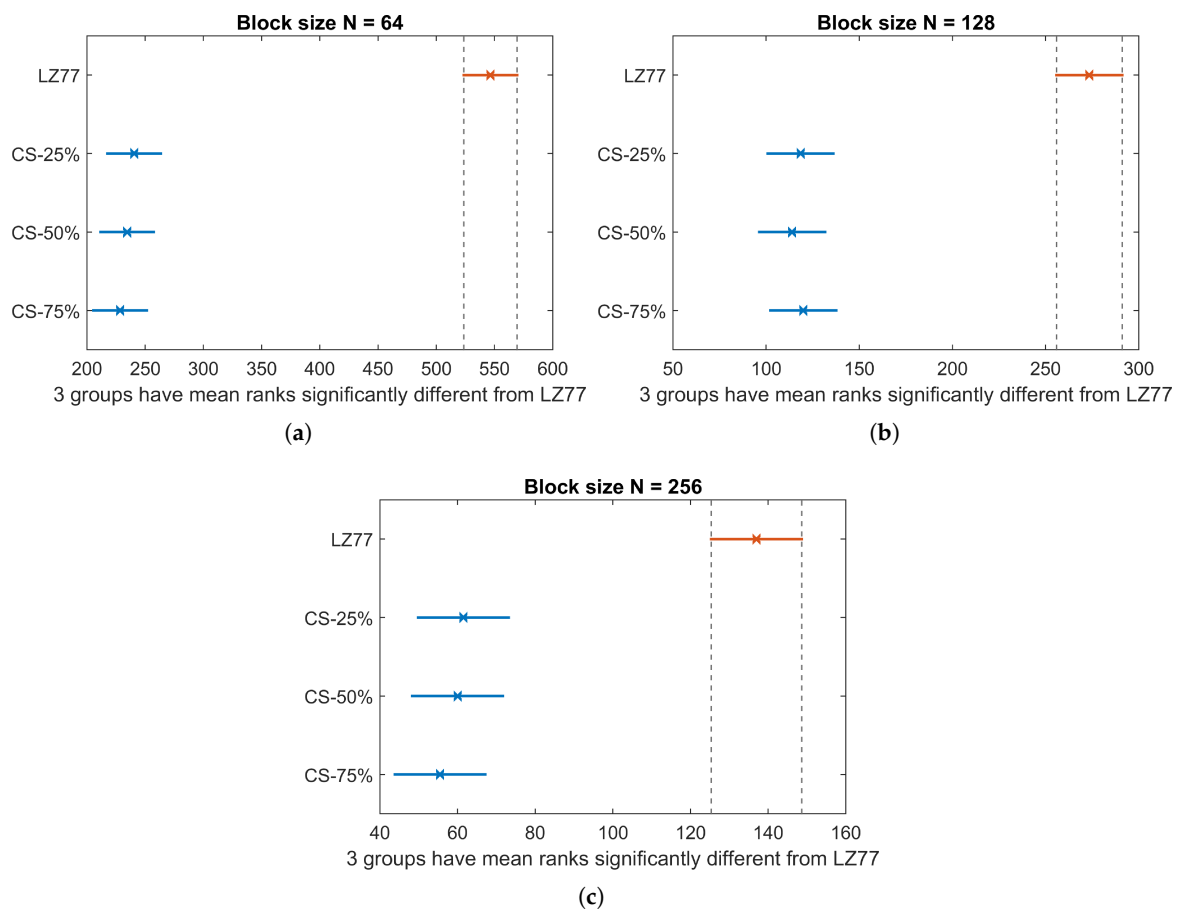 Block size N = 64
LZ77
CS-25%
CS-50%
CS-75%
200 250 300 350 400 450 500 550 600
3 groups have mean ranks significantly different from LZ77
(a)
Block size N = 128
LZ77
CS-25%
CS-50%
CS-75%
50 100 150 200 250 300
3 groups have mean ranks significantly different from LZ77
(b)
Block size N = 256
LZ77
CS-25%
CS-50%
CS-75%
40 60 80 100 120 140 160
3 groups have mean ranks significantly different from LZ77
(c)